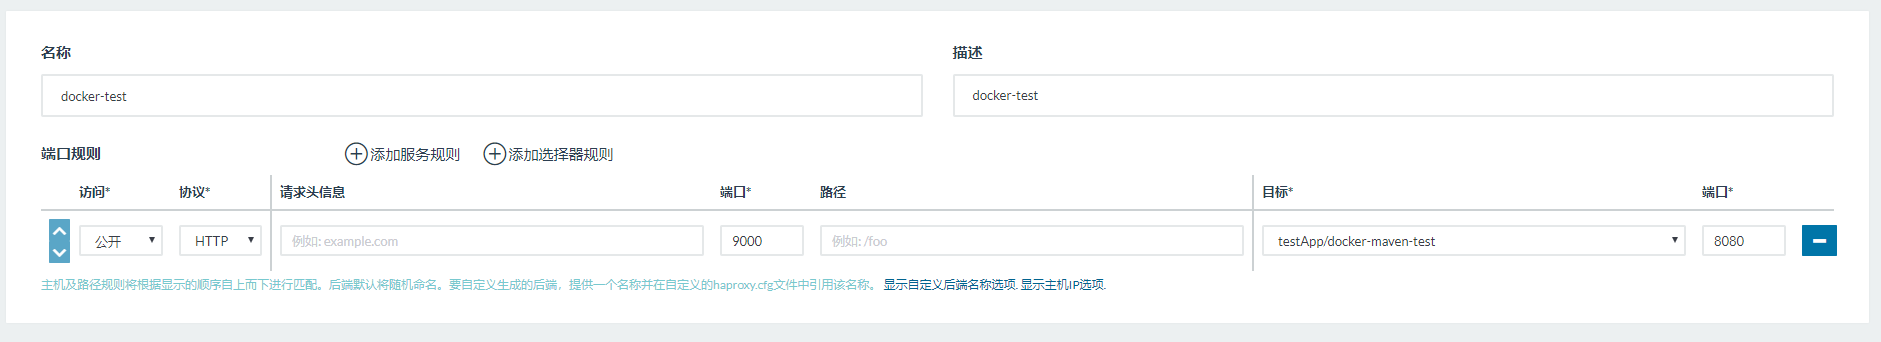 名称 描述
docker-test docker-test
端口规则 添加服务规则 添加选择器规则
访问* 协议* 请求头信息 端口* 路径 目标* 端口*
公开 HTTP 例如: example.com 9000 例如: /foo testApp/docker-maven-test 8080
主机及路径规则将根据显示的顺序自上而下进行匹配。后端默认将随机命名。要自定义生成的后端，提供一个名称并在自定义的haproxy.cfg文件中引用该名称。 显示自定义后端名称选项. 显示主机IP选项.